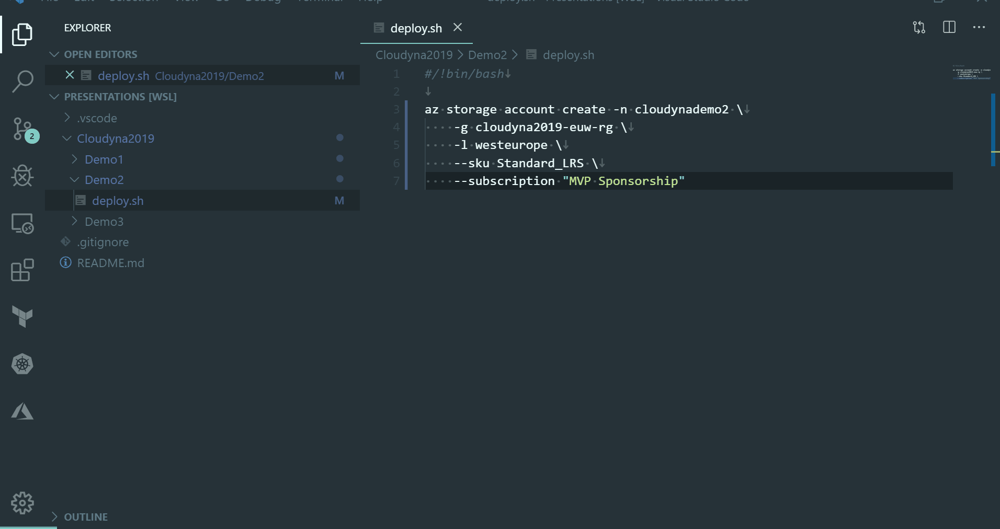 EXPLORER
OPEN EDITORS
deploy.sh Cloudyna2019/Demo2 M
PRESENTATIONS [WSL]
.vscode
Cloudyna2019
Demo1
Demo2
deploy.sh M
Demo3
.gitignore
README.md
OUTLINE
2
deploy.sh
Cloudyna2019 > Demo2 > deploy.sh
1 #/!bin/bash↓
2 ↓
3 az·storage·account·create·-n·cloudynademo2·\↓
4 ····-g·cloudyna2019-euw-rg·\↓
5 ····-l·westeurope·\↓
6 ····--sku·Standard_LRS·\↓
7 ····--subscription·"MVP·Sponsorship"